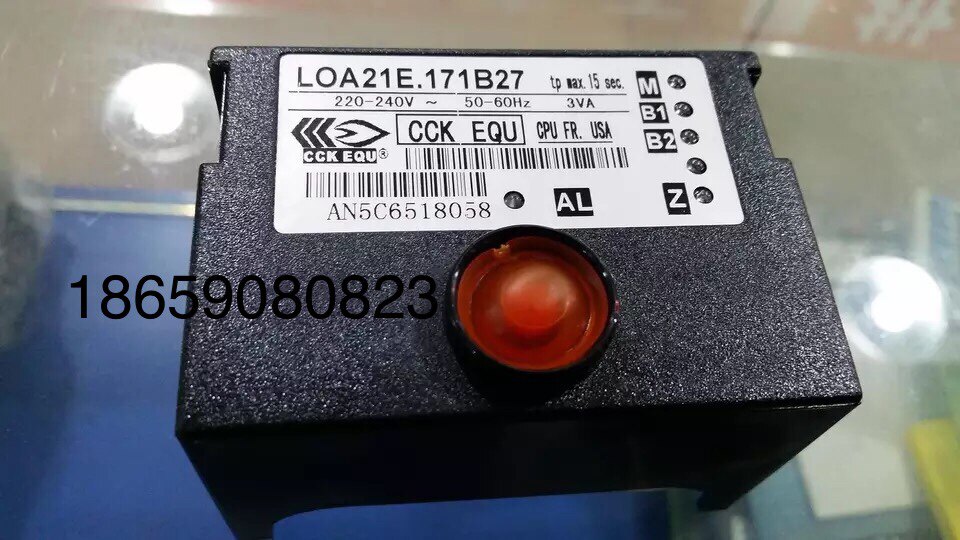 LOA21E.171B27 tp max. 15 sec. M
220-240V ~ 50-60Hz 3VA
B1
CCK EQU CPU FR. USA
B2
CCK EQU®
AL Z
AN5C6518058
18659080823